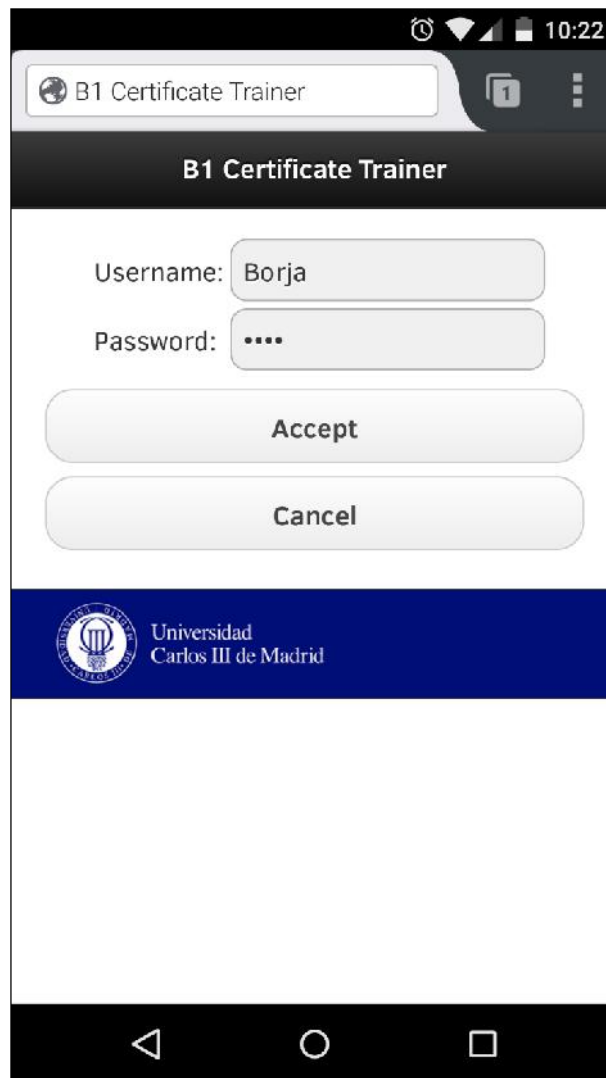 10:22
B1 Certificate Trainer
1
B1 Certificate Trainer
Username: Borja
Password: ••••
Accept
Cancel
Universidad
Carlos III de Madrid